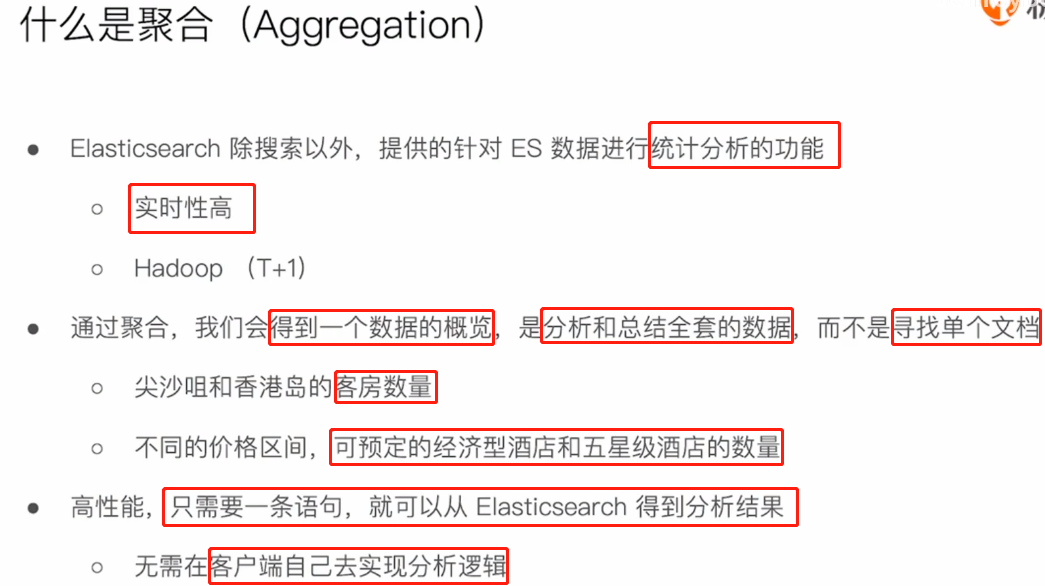 什么是聚合（Aggregation）
● Elasticsearch 除搜索以外，提供的针对 ES 数据进行统计分析的功能
○ 实时性高
○ Hadoop （T+1）
● 通过聚合，我们会得到一个数据的概览，是分析和总结全套的数据，而不是寻找单个文档
○ 尖沙咀和香港岛的客房数量
○ 不同的价格区间，可预定的经济型酒店和五星级酒店的数量
● 高性能，只需要一条语句，就可以从 Elasticsearch 得到分析结果
○ 无需在客户端自己去实现分析逻辑